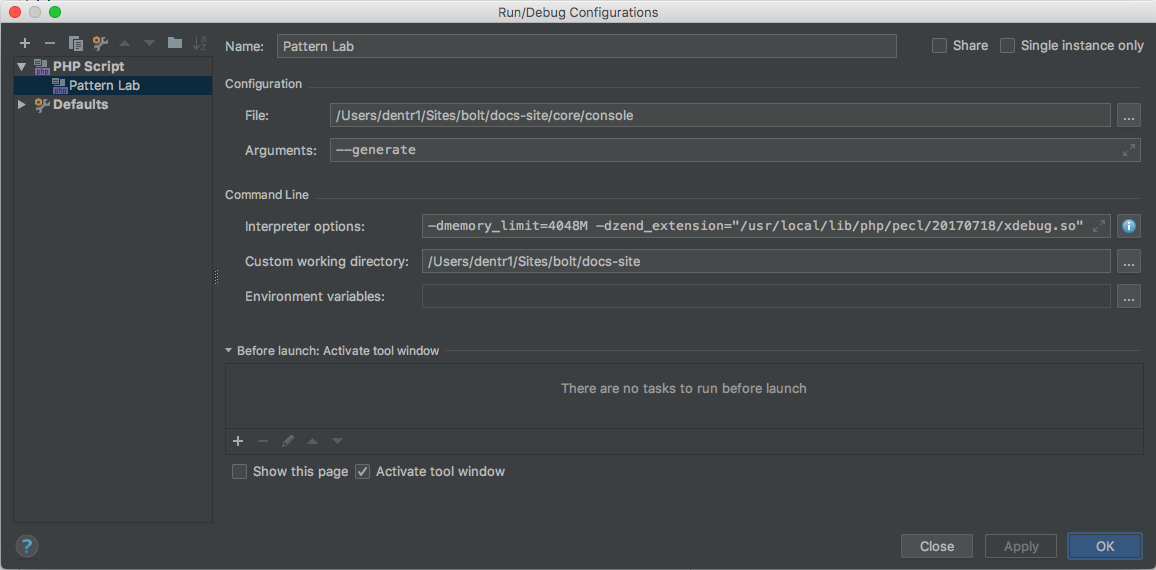 Run/Debug Configurations
Name: Pattern Lab Share Single instance only
PHP Script
Pattern Lab
Defaults
Configuration
File: /Users/dentr1/Sites/bolt/docs-site/core/console ...
Arguments: --generate
Command Line
Interpreter options: -dmemory_limit=4048M -dzend_extension="/usr/local/lib/php/pecl/20170718/xdebug.so"
Custom working directory: /Users/dentr1/Sites/bolt/docs-site ...
Environment variables: ...
Before launch: Activate tool window
There are no tasks to run before launch
Show this page Activate tool window
? Close Apply OK